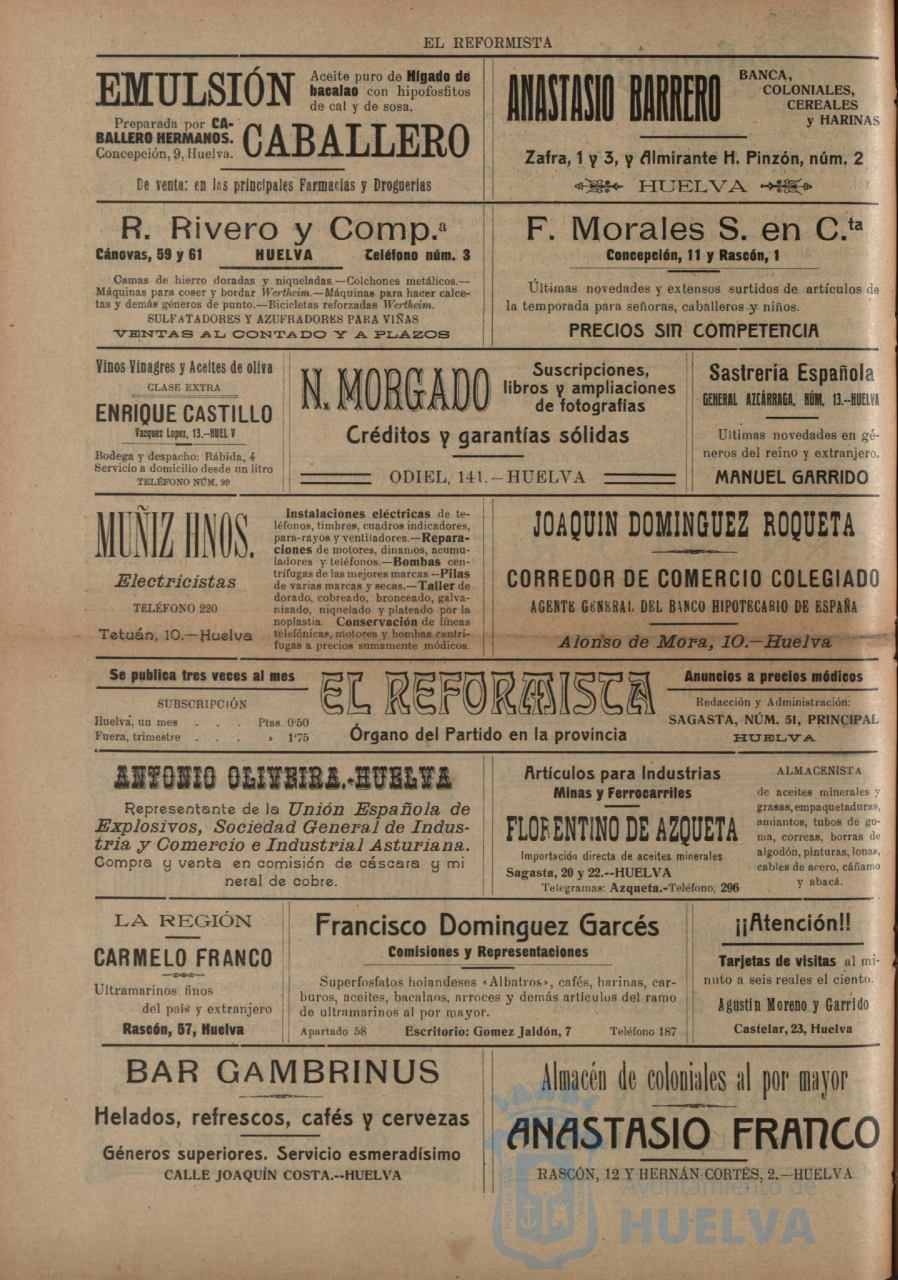 EL REFORMISTA
EMULSIÓN
Aceite puro de Hígado de
bacalao con hipofosfitos
de cal y de sosa.
Preparada por CA-
BALLERO HERMANOS.
Concepción, 9, Huelva.
CABALLERO
De venta: en las principales Farmacias y Droguerias
ANASTASIO BARRERO
BANCA,
COLONIALES,
CEREALES
y HARINAS
Zafra, 1 y 3, y Almirante H. Pinzón, núm. 2
HUELVA
R. Rivero y Comp.ª
Cánovas, 59 y 61 HUELVA Celéfono núm. 3
Camas de hierro doradas y niqueladas.—Colchones metálicos.—
Máquinas para coser y bordar Wertheim.—Máquinas para hacer calce-
tas y demás géneros de punto.—Bicicletas reforzadas Wertheim.
SULFATADORES Y AZUFRADORES PARA VIÑAS
VENTAS AL CONTADO Y A PLAZOS
F. Morales S. en C.ta
Concepción, 11 y Rascón, 1
Últimas novedades y extensos surtidos de artículos de
la temporada para señoras, caballeros y niños.
PRECIOS SIN COMPETENCIA
Vinos Vinagres y Aceites de oliva
CLASE EXTRA
ENRIQUE CASTILLO
Vazquez Lopez, 13.—HUEL V
Bodega y despacho: Rábida, 4
Servicio a domicilio desde un litro
TELÉFONO NÚM. 99
N. MORGADO
Suscripciones,
libros y ampliaciones
de fotografías
Créditos y garantías sólidas
ODIEL, 141.—HUELVA
Sastrería Española
GENERAL AZCÁRRAGA, NÚM. 13.--HUELVA
Ultimas novedades en gé-
neros del reino y extranjero.
MANUEL GARRIDO
MUÑIZ HNOS.
Electricistas
TELÉFONO 220
Tetuán, 10.—Huelva
Instalaciones eléctricas de te-
léfonos, timbres, cuadros indicadores,
para-rayos y ventiladores.—Repara-
ciones de motores, dinamos, acumu-
ladores y teléfonos.—Bombas cen-
trífugas de las mejores marcas—Pilas
de varias marcas y secas.—Taller de
dorado, cobreado, bronceado, galva-
nizado, niquelado y plateado por la
noplastia. Conservación de líneas
telefónicas, motores y bombas centrí-
fugas a precios sumamente módicos.
JOAQUIN DOMINGUEZ ROQUETA
CORREDOR DE COMERCIO COLEGIADO
AGENTE GENERAL DEL BANCO HIPOTECARIO DE ESPAÑA
Alonso de Mora, 10.—Huelva
Se publica tres veces al mes
SUBSCRIPCIÓN
Huelva, un mes . . . Ptas. 0'50
Fuera, trimestre . . . » 1'75
EL REFORMISTA
Órgano del Partido en la provincia
Anuncios a precios módicos
Redacción y Administración:
SAGASTA, NÚM. 51, PRINCIPAL
HUELVA
ANTONIO OLIVEIRA.-HUELVA
Representante de la Unión Española de
Explosivos, Sociedad General de Indus-
tria y Comercio e Industrial Asturiana.
Compra y venta en comisión de cáscara y mi
neral de cobre.
Artículos para Industrias
Minas y Ferrocarriles
FLORENTINO DE AZQUETA
Importación directa de aceites minerales
Sagasta, 20 y 22.--HUELVA
Telegramas: Azqueta.-Teléfono, 296
ALMACENISTA
de aceites minerales y
grasas, empaquetaduras,
amiantos, tubos de go-
ma, correas, borras de
algodón, pinturas, lonas,
cables de acero, cáñamo
y abacá.
LA REGIÓN
CARMELO FRANCO
Ultramarinos finos
del país y extranjero
Rascón, 57, Huelva
Francisco Dominguez Garcés
Comisiones y Representaciones
Superfosfatos holandeses «Albatros», cafés, harinas, car-
buros, aceites, bacalaos, arroces y demás artículos del ramo
de ultramarinos al por mayor.
Apartado 58 Escritorio: Gomez Jaldón, 7 Teléfono 187
¡¡Atención!!
Tarjetas de visitas al mi-
nuto a seis reales el ciento.
Agustín Moreno y Garrido
Castelar, 23, Huelva
BAR GAMBRINUS
Helados, refrescos, cafés y cervezas
Géneros superiores. Servicio esmeradísimo
CALLE JOAQUÍN COSTA.--HUELVA
Almacén de coloniales al por mayor
ANASTASIO FRANCO
RASCÓN, 12 Y HERNÁN CORTÉS, 2.—HUELVA
Ayuntamiento de
HUELVA